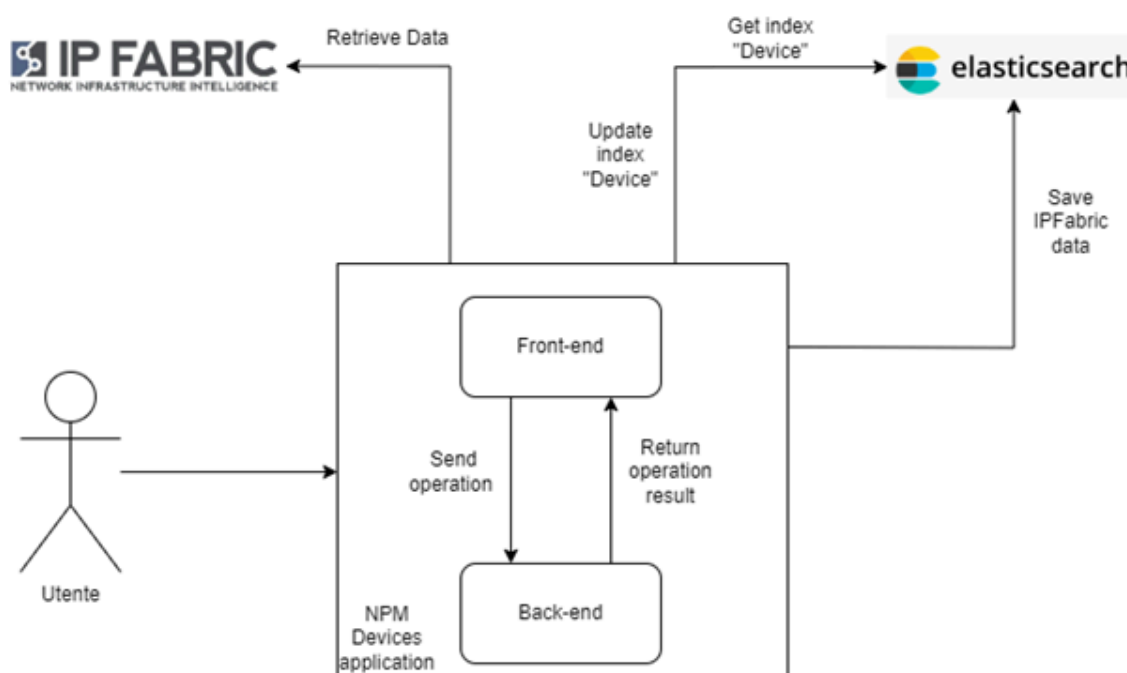 IP FABRIC
NETWORK INFRASTRUCTURE INTELLIGENCE
Retrieve Data
Get index
"Device"
elasticsearch
Update
index
"Device"
Save
IPFabric
data
Front-end
Send
operation
Return
operation
result
Utente
Back-end
NPM
Devices
application